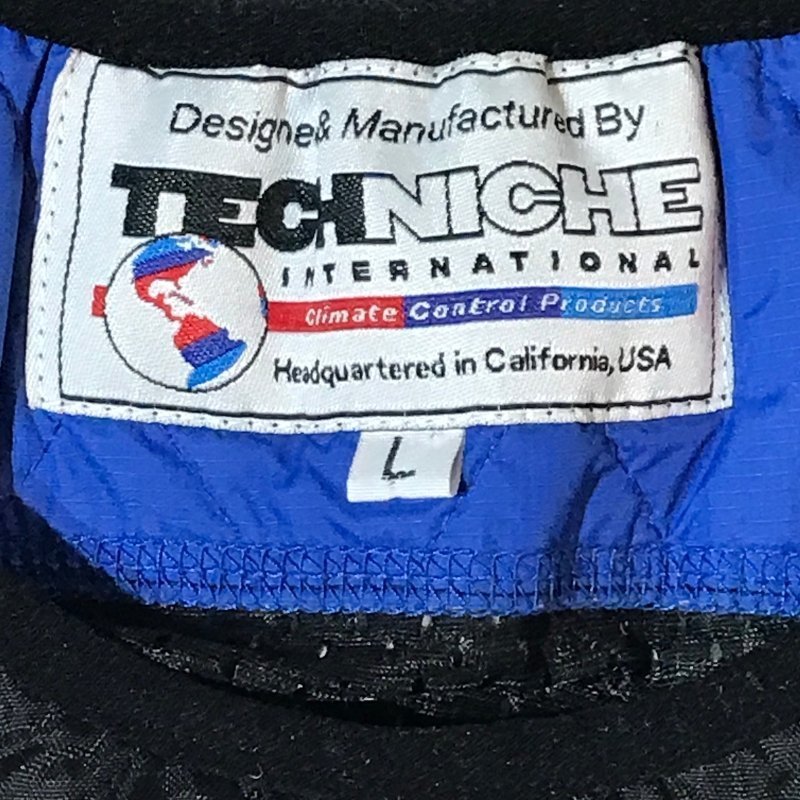 Designe& Manufactured By
TECHNICHE
INTERNATIONAL
Climate Control Products
Headquartered in California, USA
L